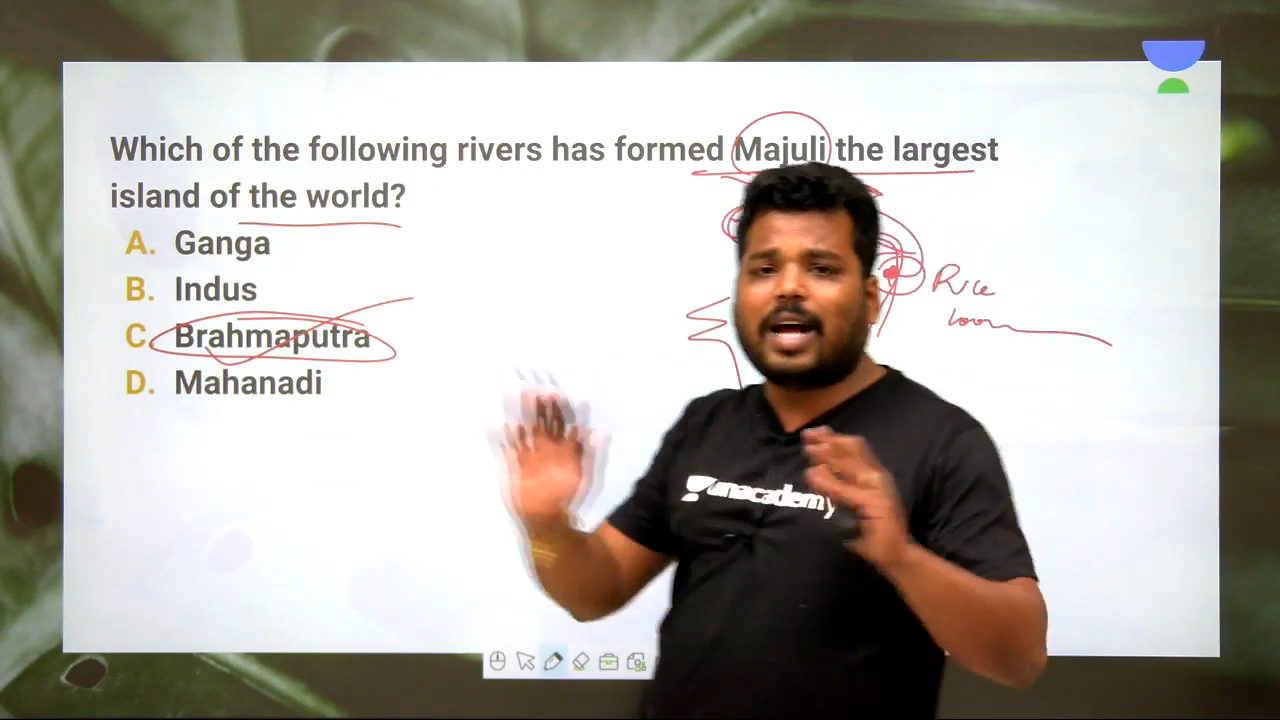 Which of the following rivers has formed Majuli the largest
island of the world?
A. Ganga
B. Indus
C. Brahmaputra
D. Mahanadi
Rice
unacademy